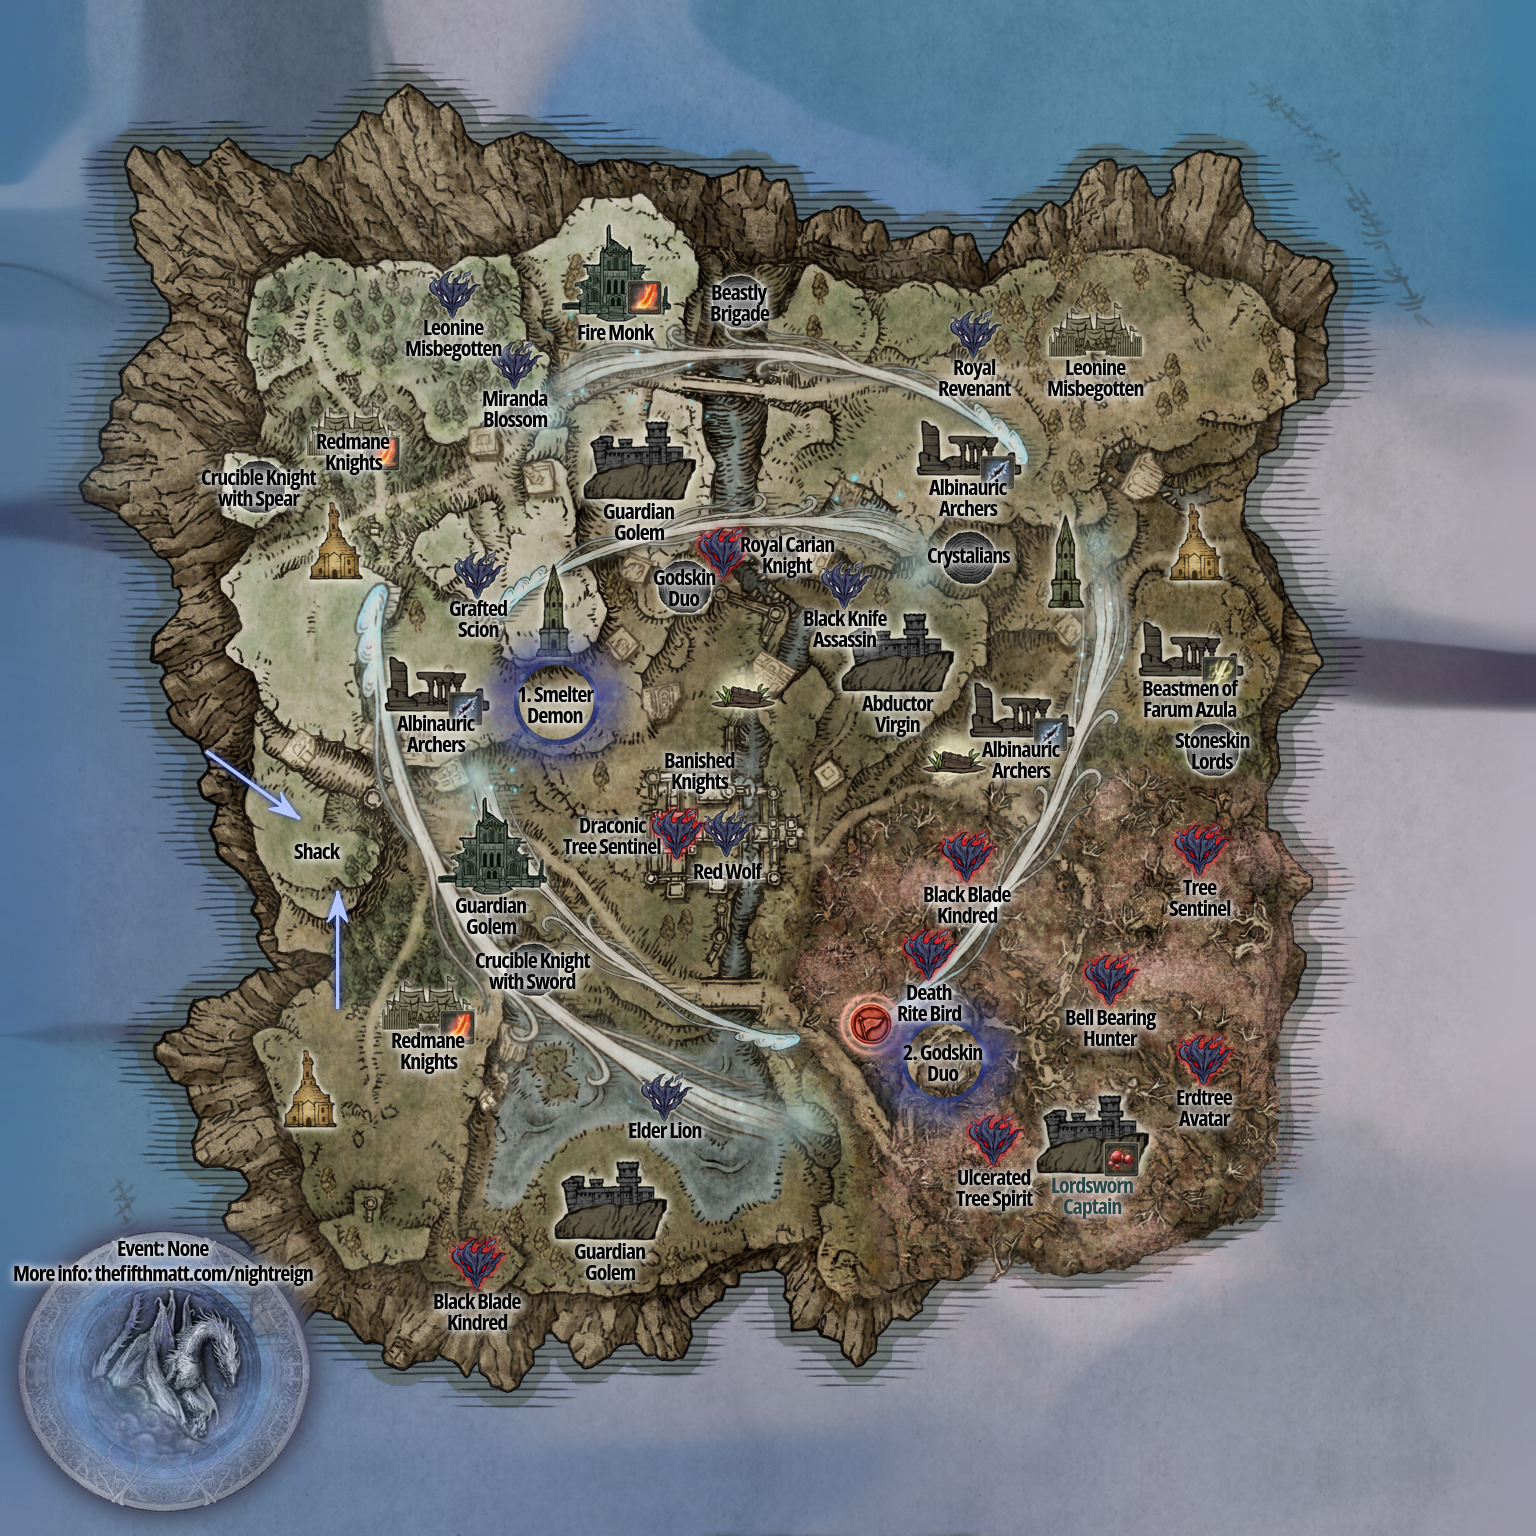 Beastly
Brigade
Leonine
Misbegotten
Fire Monk
Miranda
Blossom
Royal
Revenant
Leonine
Misbegotten
Redmane
Knights
Crucible Knight
with Spear
Guardian
Golem
Albinauric
Archers
Royal Carian
Knight
Crystalians
Godskin
Duo
Grafted
Scion
Black Knife
Assassin
1. Smelter
Demon
Albinauric
Archers
Abductor
Virgin
Beastmen of
Farum Azula
Stoneskin
Lords
Albinauric
Archers
Banished
Knights
Draconic
Tree Sentinel
Red Wolf
Shack
Guardian
Golem
Black Blade
Kindred
Tree
Sentinel
Crucible Knight
with Sword
Death
Rite Bird
Bell Bearing
Hunter
Redmane
Knights
2. Godskin
Duo
Elder Lion
Erdtree
Avatar
Ulcerated
Tree Spirit
Lordsworn
Captain
Guardian
Golem
Black Blade
Kindred
Event: None
More info: thefifthmatt.com/nightreign